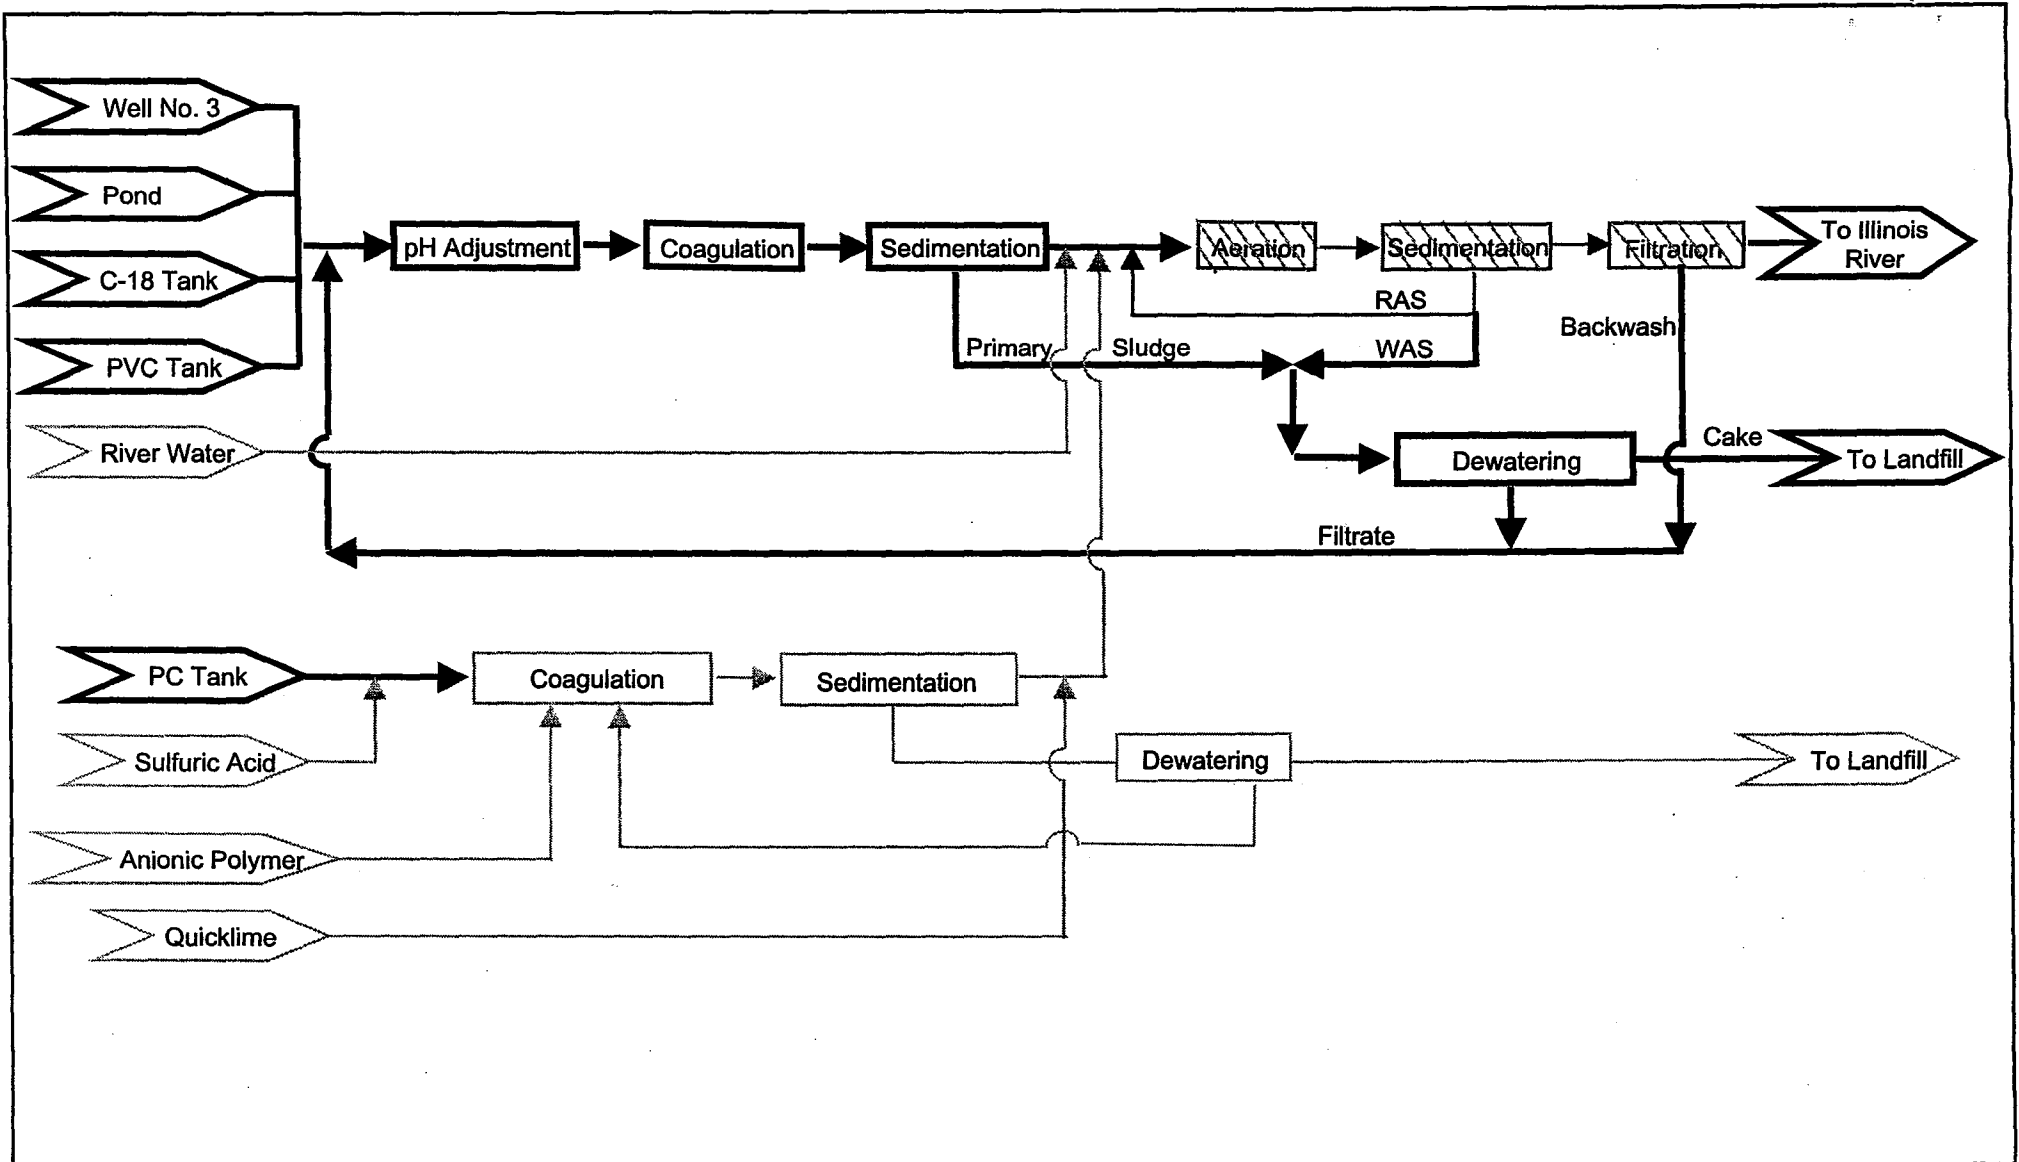 Well No. 3
Pond
C-18 Tank
PVC Tank
River Water
pH Adjustment
Coagulation
Sedimentation
Aeration
Sedimentation
Filtration
To Illinois
River
RAS
Backwash
Primary Sludge
WAS
Cake
Dewatering
To Landfill
Filtrate
PC Tank
Coagulation
Sedimentation
Sulfuric Acid
Dewatering
To Landfill
Anionic Polymer
Quicklime